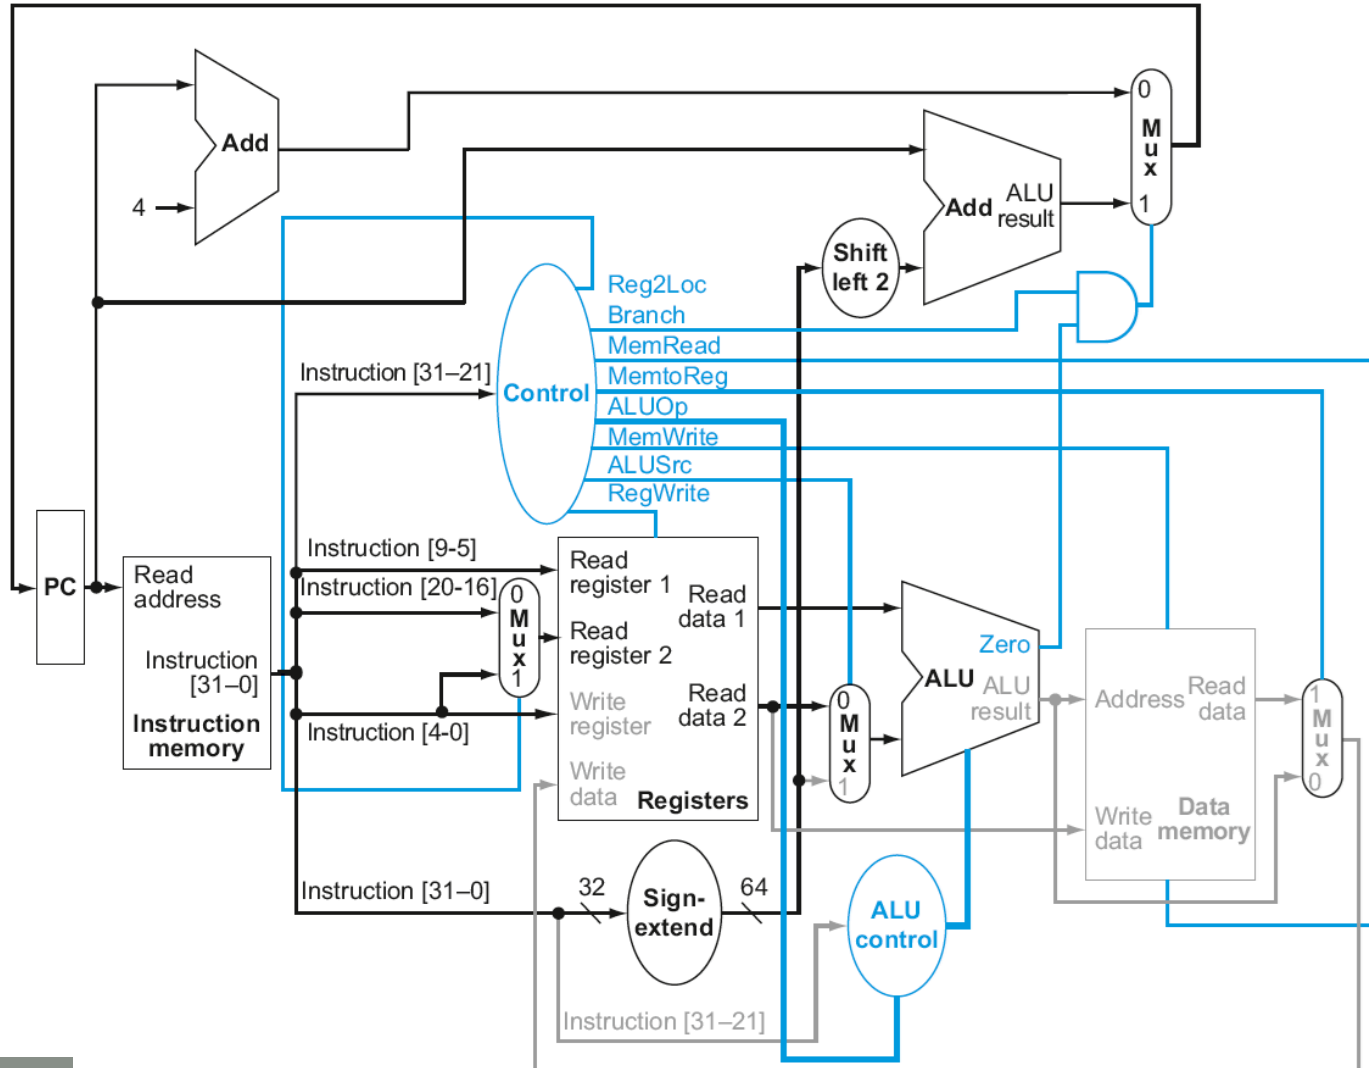 Add
4
0
M
u
x
1
Add
ALU
result
Shift
left 2
Reg2Loc
Branch
MemRead
MemtoReg
ALUOp
MemWrite
ALUSrc
RegWrite
Control
Instruction [31–21]
PC
Read
address
Instruction
[31–0]
Instruction
memory
Instruction [9-5]
Instruction [20-16]
Instruction [4-0]
0
M
u
x
1
Read
register 1
Read
register 2
Write
register
Write
data
Read
data 1
Read
data 2
Registers
0
M
u
x
1
Zero
ALU
ALU
result
Address
Read
data
Write
data
Data
memory
1
M
u
x
0
Instruction [31–0]
32
Sign-
extend
64
ALU
control
Instruction [31–21]